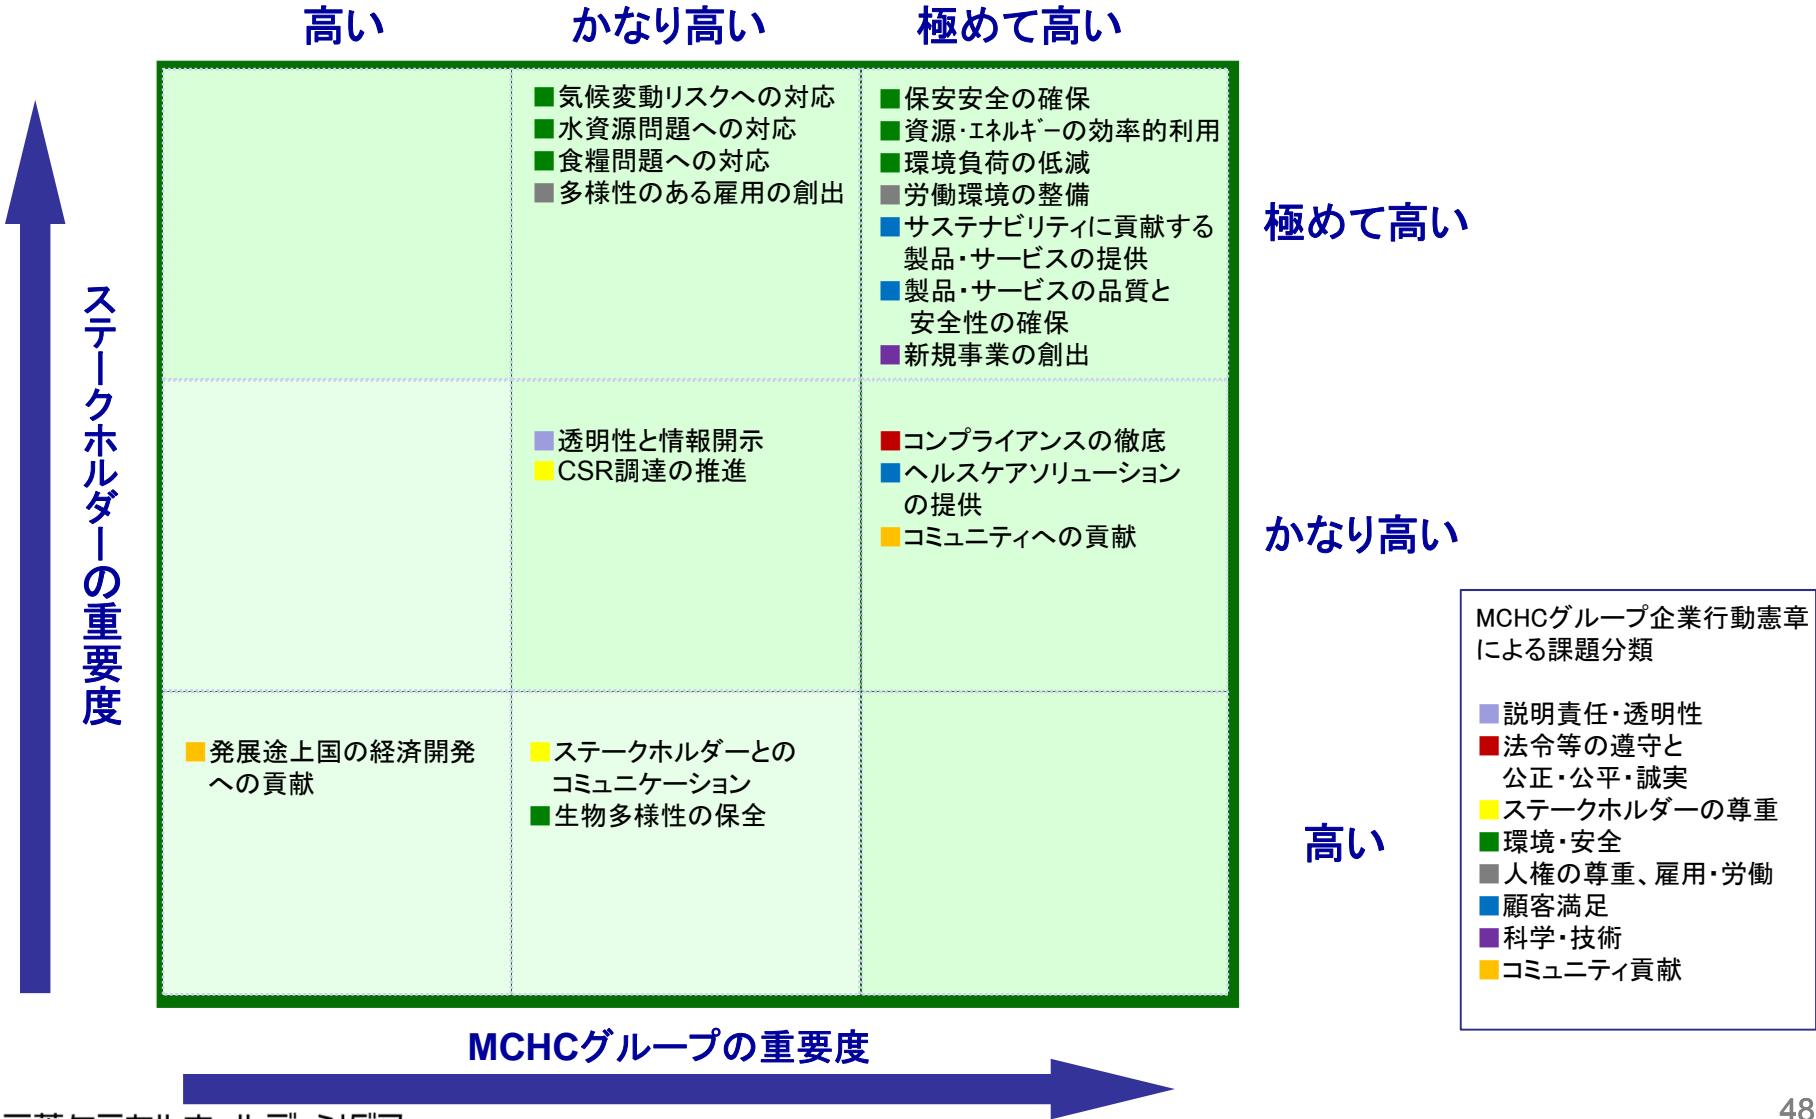 高い
かなり高い
極めて高い
■気候変動リスクへの対応
■水資源問題への対応
■食糧問題への対応
■多様性のある雇用の創出
■保安安全の確保
■資源・ｴﾈﾙｷﾞｰの効率的利用
■環境負荷の低減
■労働環境の整備
■サステナビリティに貢献する
製品・サービスの提供
■製品・サービスの品質と
安全性の確保
■新規事業の創出
極めて高い
ステークホルダーの重要度
■透明性と情報開示
■CSR調達の推進
■コンプライアンスの徹底
■ヘルスケアソリューション
の提供
■コミュニティへの貢献
かなり高い
■発展途上国の経済開発
への貢献
■ステークホルダーとの
コミュニケーション
■生物多様性の保全
高い
MCHCグループ企業行動憲章
による課題分類
■説明責任・透明性
■法令等の遵守と
公正・公平・誠実
■ステークホルダーの尊重
■環境・安全
■人権の尊重、雇用・労働
■顧客満足
■科学・技術
■コミュニティ貢献
MCHCグループの重要度
48